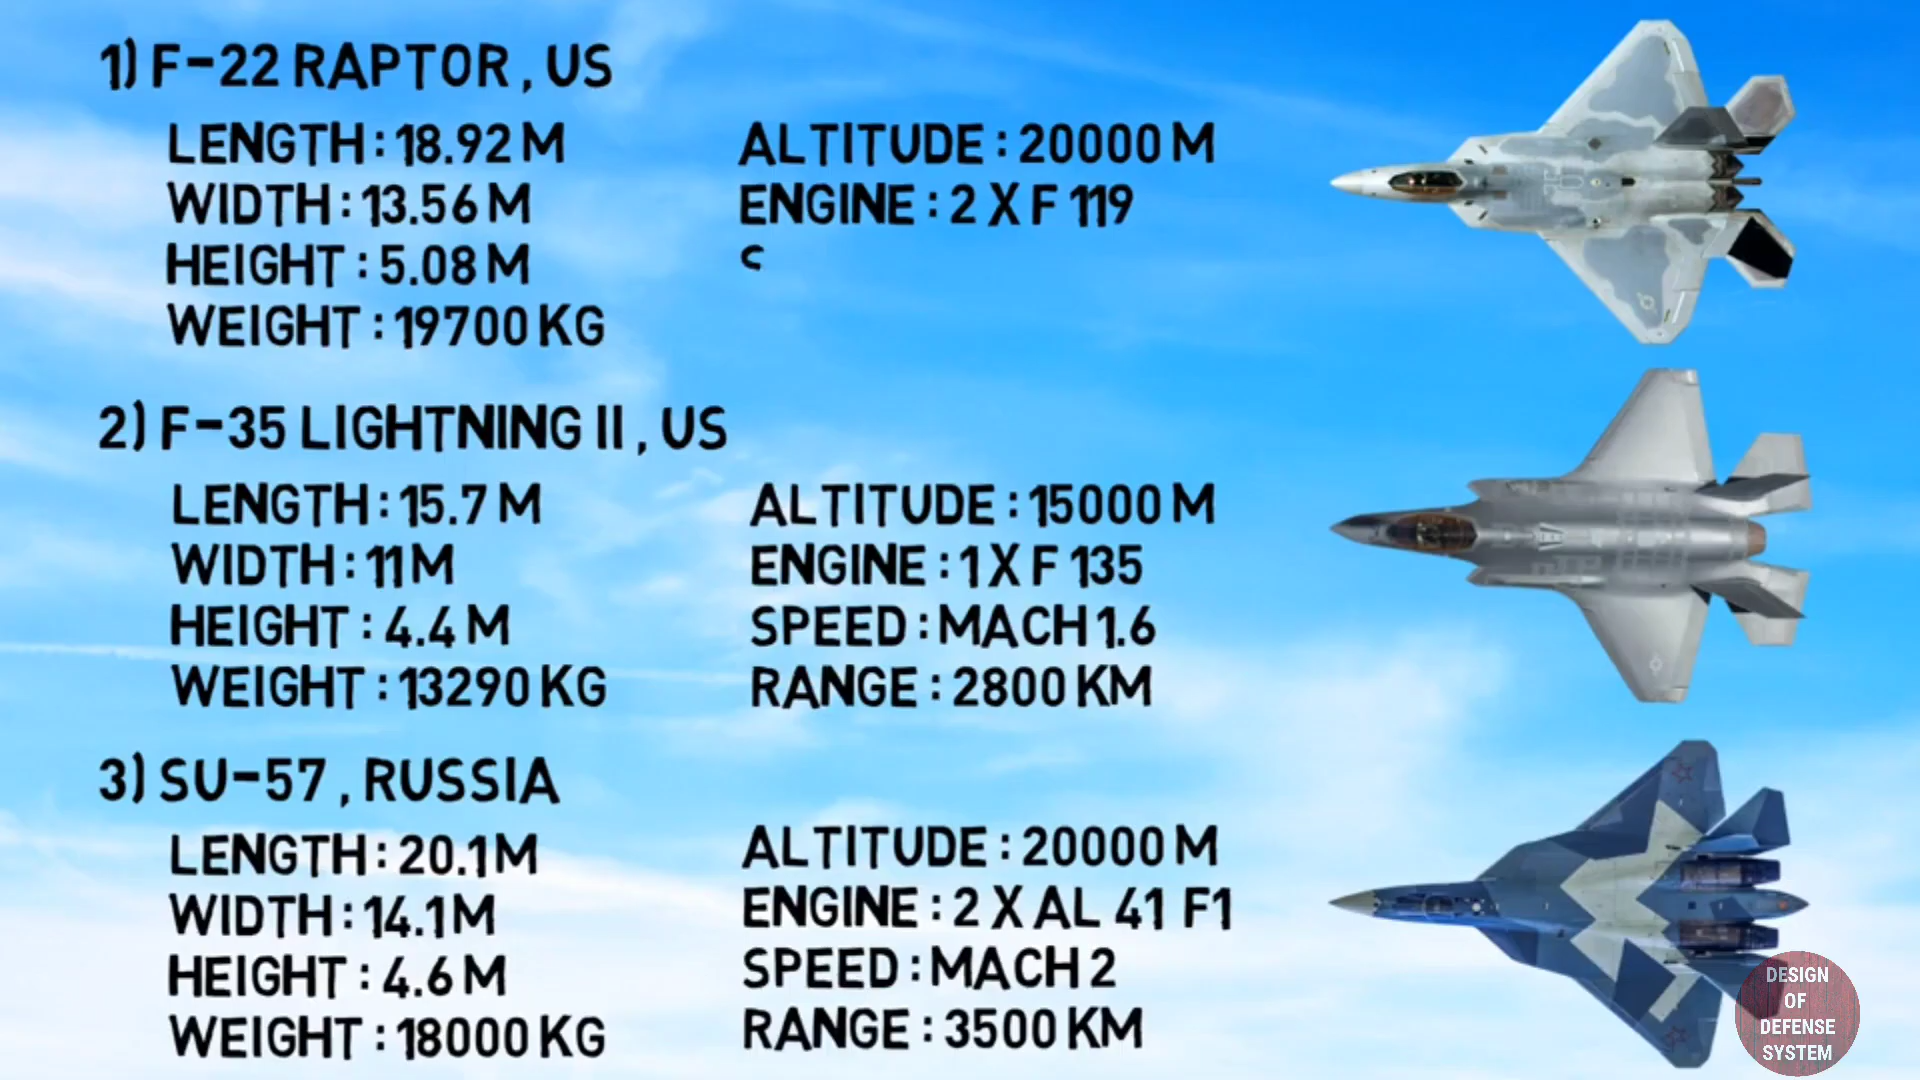 1) F-22 RAPTOR , US
LENGTH : 18.92 M
WIDTH : 13.56 M
HEIGHT : 5.08 M
WEIGHT : 19700 KG
ALTITUDE : 20000 M
ENGINE : 2 X F 119
2) F-35 LIGHTNING II , US
LENGTH : 15.7 M
WIDTH : 11 M
HEIGHT : 4.4 M
WEIGHT : 13290 KG
ALTITUDE : 15000 M
ENGINE : 1 X F 135
SPEED : MACH 1.6
RANGE : 2800 KM
3) SU-57 , RUSSIA
LENGTH : 20.1 M
WIDTH : 14.1 M
HEIGHT : 4.6 M
WEIGHT : 18000 KG
ALTITUDE : 20000 M
ENGINE : 2 X AL 41 F1
SPEED : MACH 2
RANGE : 3500 KM
DESIGN
OF
DEFENSE
SYSTEM